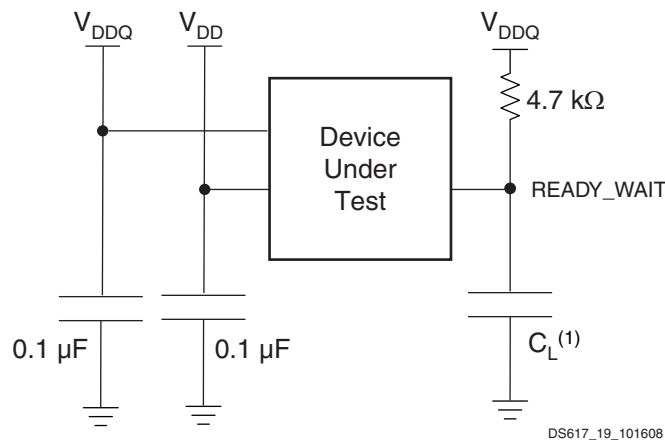 V_DDQ
V_DD
V_DDQ
4.7 kΩ
Device
Under
Test
READY_WAIT
0.1 µF
0.1 µF
C_L^(1)
DS617_19_101608